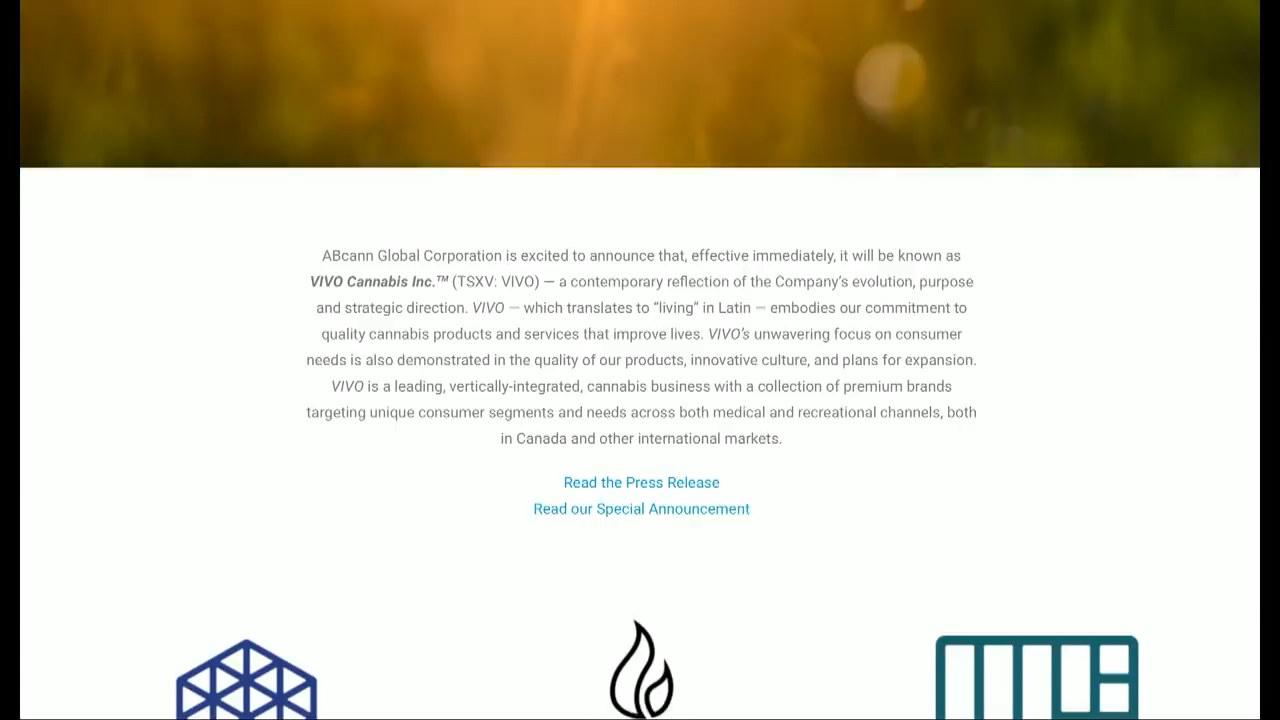 ABcann Global Corporation is excited to announce that, effective immediately, it will be known as
VIVO Cannabis Inc.™ (TSXV: VIVO) — a contemporary reflection of the Company’s evolution, purpose
and strategic direction. VIVO — which translates to “living” in Latin — embodies our commitment to
quality cannabis products and services that improve lives. VIVO’s unwavering focus on consumer
needs is also demonstrated in the quality of our products, innovative culture, and plans for expansion.
VIVO is a leading, vertically-integrated, cannabis business with a collection of premium brands
targeting unique consumer segments and needs across both medical and recreational channels, both
in Canada and other international markets.
Read the Press Release
Read our Special Announcement